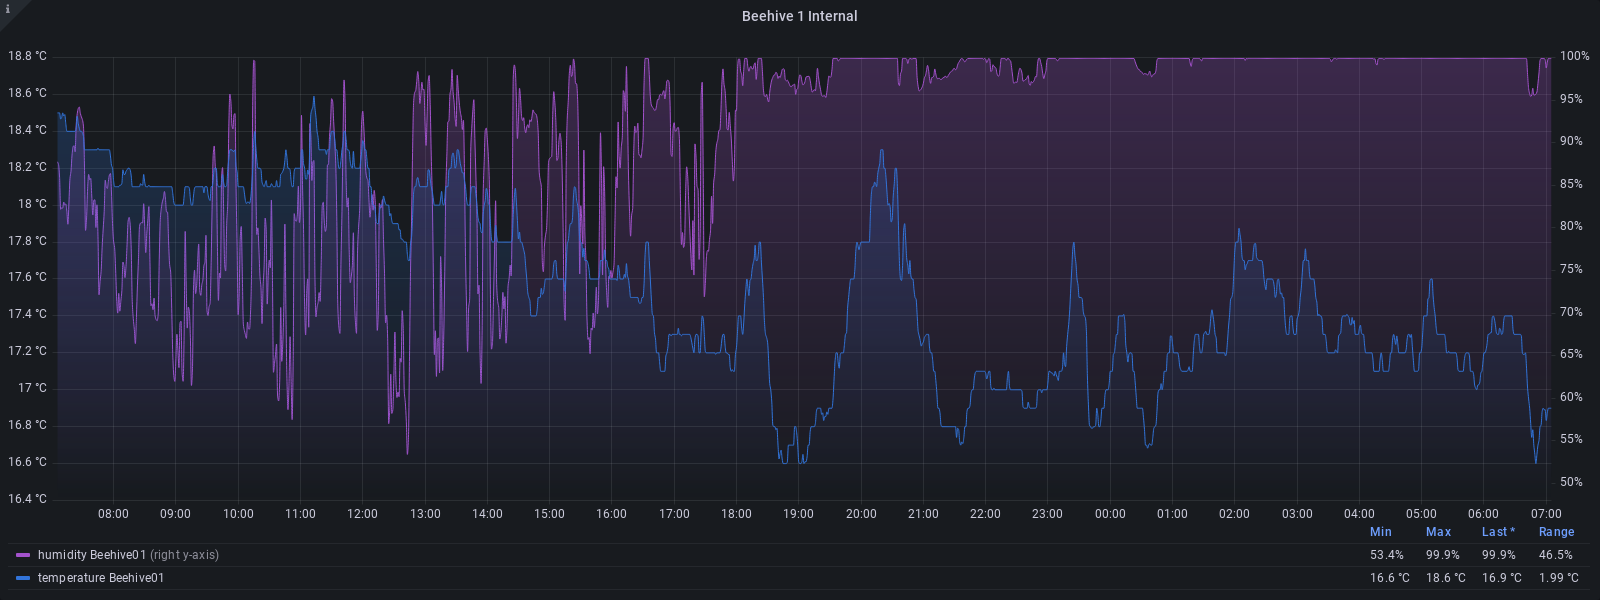 i
Beehive 1 Internal
18.8 °C 100%
18.6 °C 95%
18.4 °C 90%
18.2 °C 85%
18 °C 80%
17.8 °C 75%
17.6 °C 70%
17.4 °C 65%
17.2 °C 60%
17 °C 55%
16.8 °C 50%
16.6 °C
16.4 °C
08:00 09:00 10:00 11:00 12:00 13:00 14:00 15:00 16:00 17:00 18:00 19:00 20:00 21:00 22:00 23:00 00:00 01:00 02:00 03:00 04:00 05:00 06:00 07:00
Min Max Last * Range
humidity Beehive01 (right y-axis) 53.4% 99.9% 99.9% 46.5%
temperature Beehive01 16.6 °C 18.6 °C 16.9 °C 1.99 °C